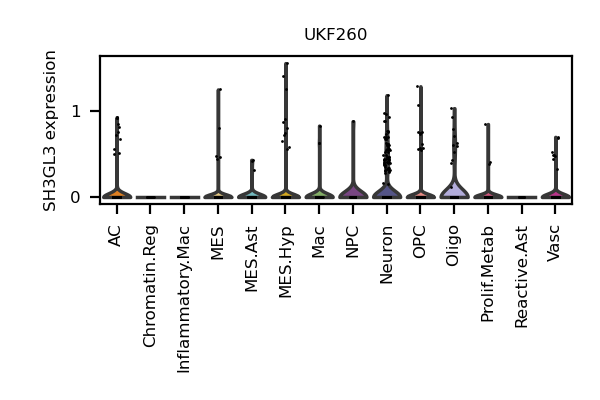 UKF260
SH3GL3 expression
1
0
AC
Chromatin.Reg
Inflammatory.Mac
MES
MES.Ast
MES.Hyp
Mac
NPC
Neuron
OPC
Oligo
Prolif.Metab
Reactive.Ast
Vasc